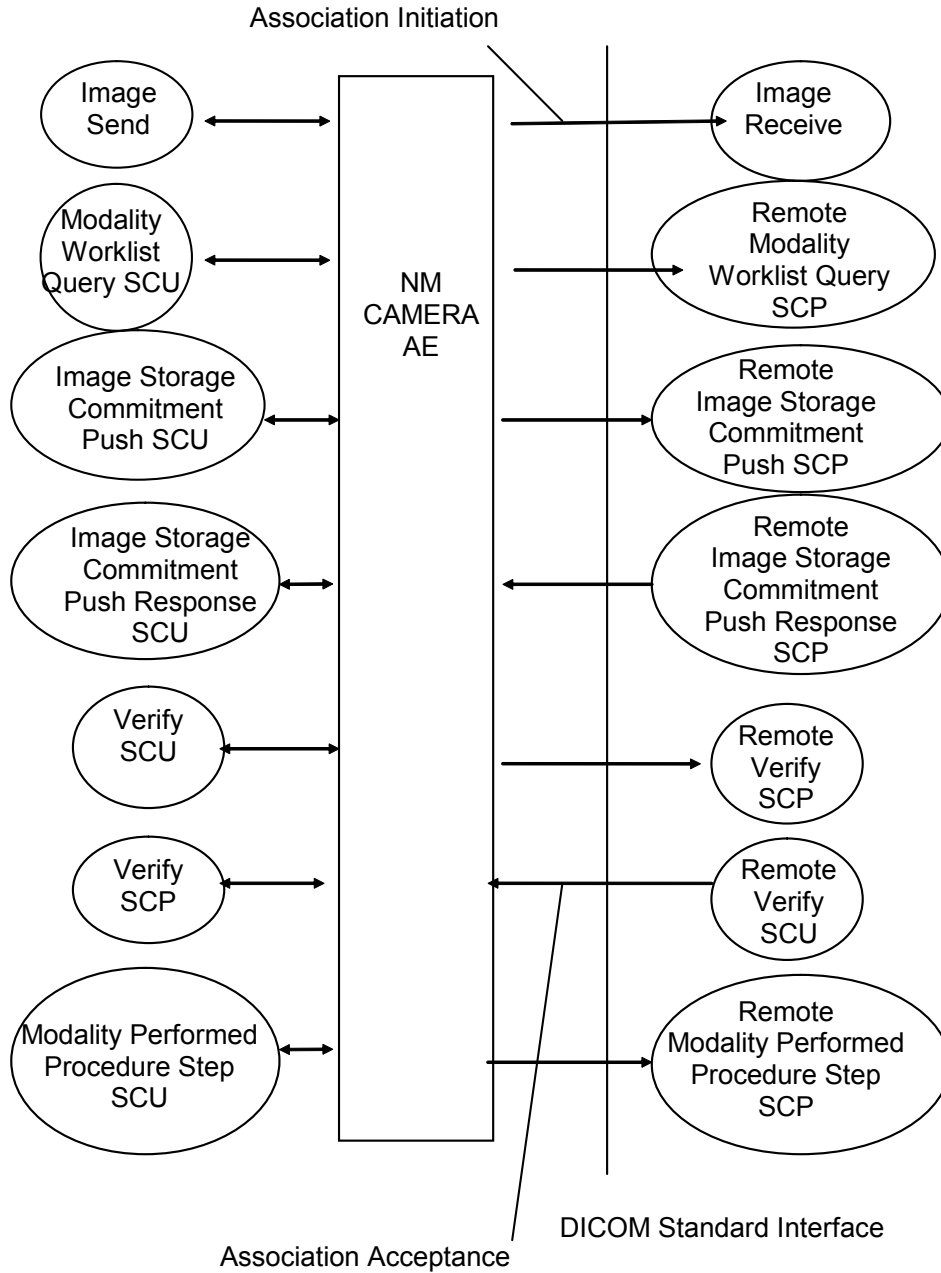 Association Initiation
Image
Send
Image
Receive
Modality
Worklist
Query SCU
NM
CAMERA
AE
Remote
Modality
Worklist Query
SCP
Image Storage
Commitment
Push SCU
Remote
Image Storage
Commitment
Push SCP
Image Storage
Commitment
Push Response
SCU
Remote
Image Storage
Commitment
Push Response
SCP
Verify
SCU
Remote
Verify
SCP
Verify
SCP
Remote
Verify
SCU
Modality Performed
Procedure Step
SCU
Remote
Modality Performed
Procedure Step
SCP
DICOM Standard Interface
Association Acceptance